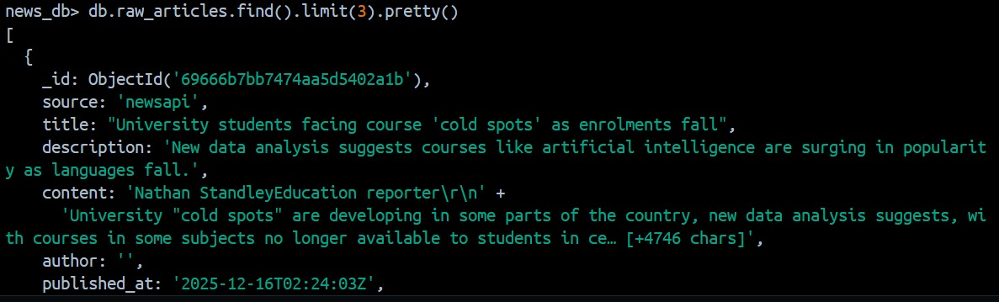 news_db> db.raw_articles.find().limit(3).pretty()
[
  {
    _id: ObjectId('69666b7bb7474aa5d5402a1b'),
    source: 'newsapi',
    title: "University students facing course 'cold spots' as enrolments fall",
    description: 'New data analysis suggests courses like artificial intelligence are surging in popularit
y as languages fall.',
    content: 'Nathan StandleyEducation reporter\r\n' +
      'University "cold spots" are developing in some parts of the country, new data analysis suggests, wi
th courses in some subjects no longer available to students in ce… [+4746 chars]',
    author: '',
    published_at: '2025-12-16T02:24:03Z',